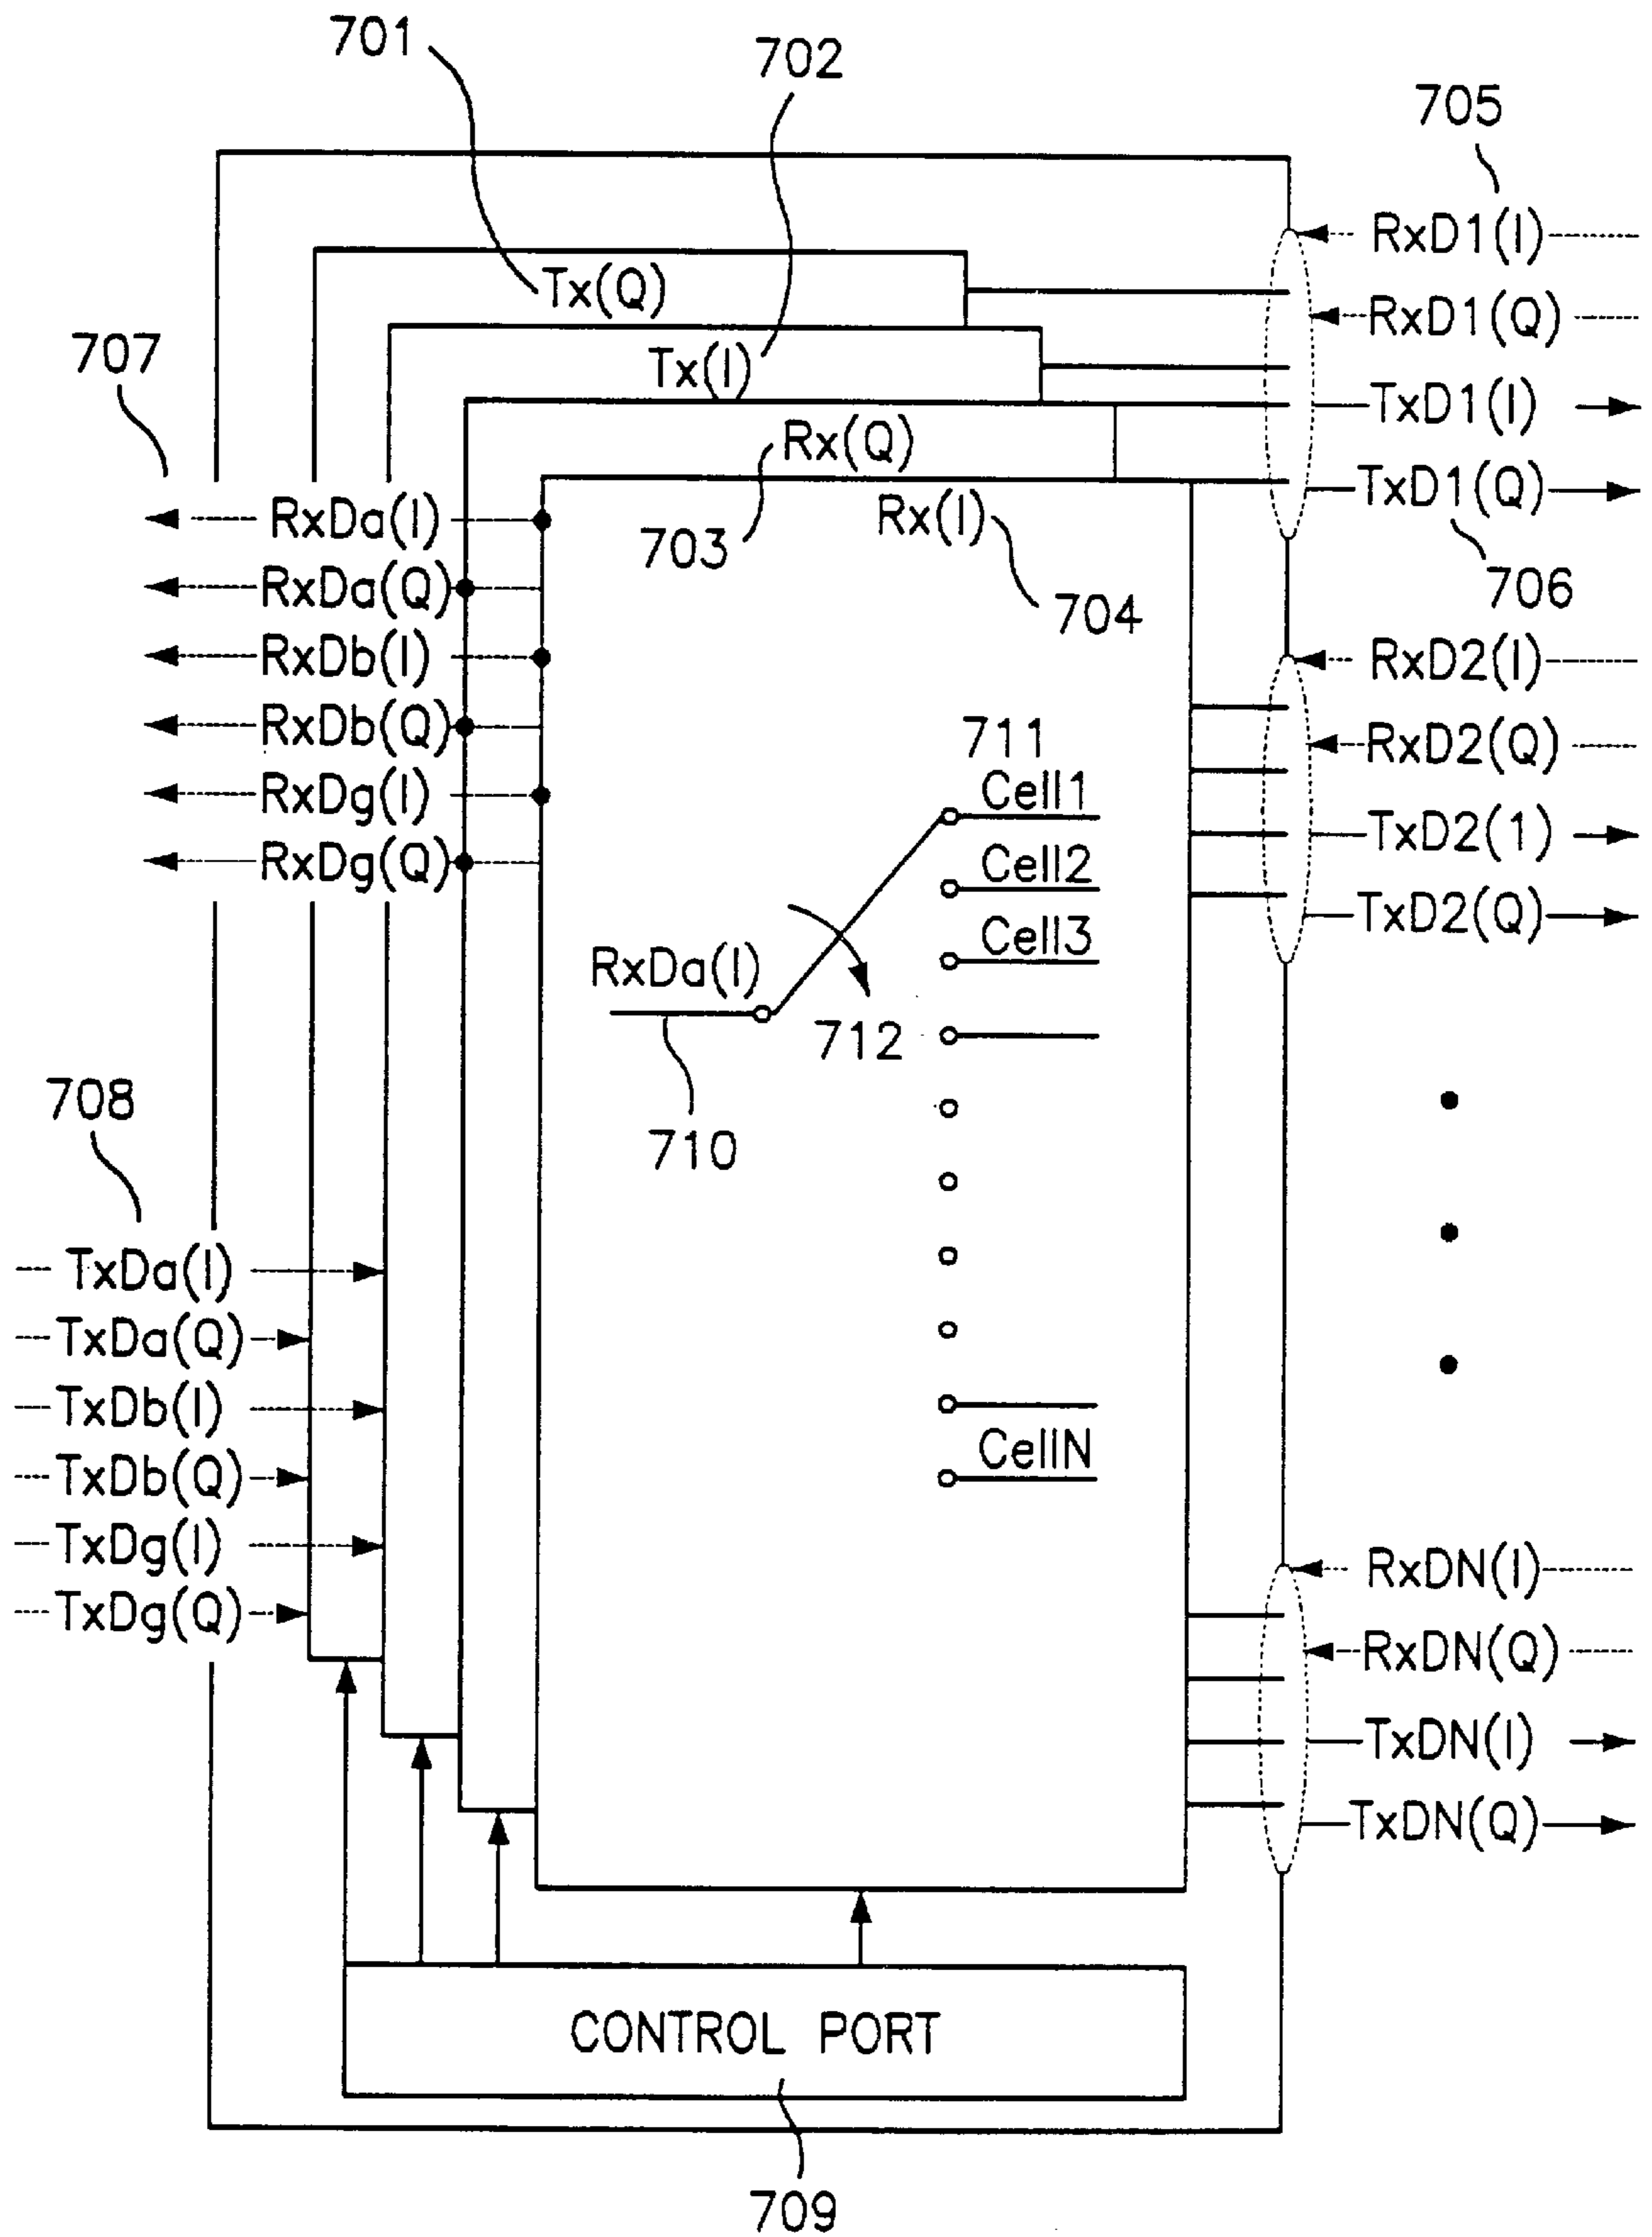 701
702
705
RxD1(I)
Tx(Q)
RxD1(Q)
707
Tx(I)
TxD1(I)
Rx(Q)
TxD1(Q)
RxDa(I)
Rx(I)
703
706
RxDa(Q)
704
RxDb(I)
RxD2(I)
RxDb(Q)
711
RxD2(Q)
RxDg(I)
Cell1
TxD2(1)
RxDg(Q)
Cell2
TxD2(Q)
Cell3
RxDa(I)
712
708
710
TxDa(I)
TxDa(Q)
TxDb(I)
CellN
TxDb(Q)
TxDg(I)
RxDN(I)
TxDg(Q)
RxDN(Q)
TxDN(I)
TxDN(Q)
CONTROL PORT
709